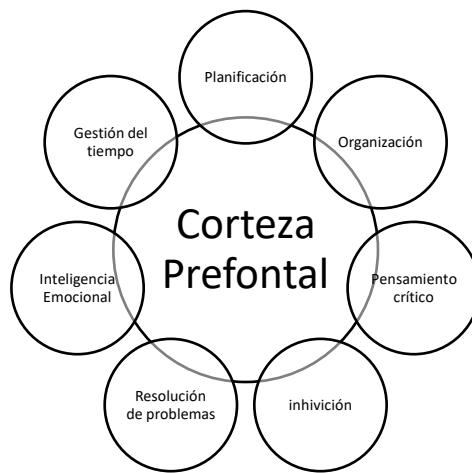 Planificación
Organización
Pensamiento
crítico
inhivición
Resolución
de problemas
Inteligencia
Emocional
Gestión del
tiempo
Corteza
Prefontal